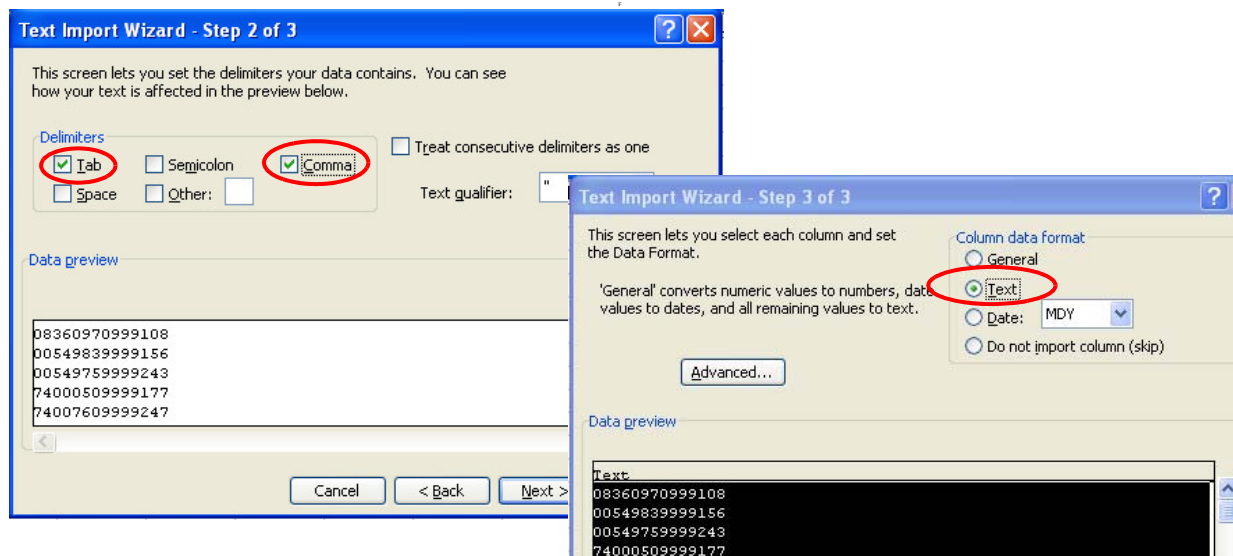 Text Import Wizard - Step 2 of 3
This screen lets you set the delimiters your data contains. You can see
how your text is affected in the preview below.
Delimiters
Tab
Semicolon
Comma
Space
Other:
Treat consecutive delimiters as one
Text qualifier: "
Data preview
08360970999108
00549839999156
00549759999243
74000509999177
74007609999247
Cancel
< Back
Next >
Text Import Wizard - Step 3 of 3
This screen lets you select each column and set
the Data Format.
'General' converts numeric values to numbers, date
values to dates, and all remaining values to text.
Advanced...
Column data format
General
Text
Date: MDY
Do not import column (skip)
Data preview
Text
08360970999108
00549839999156
00549759999243
74000509999177